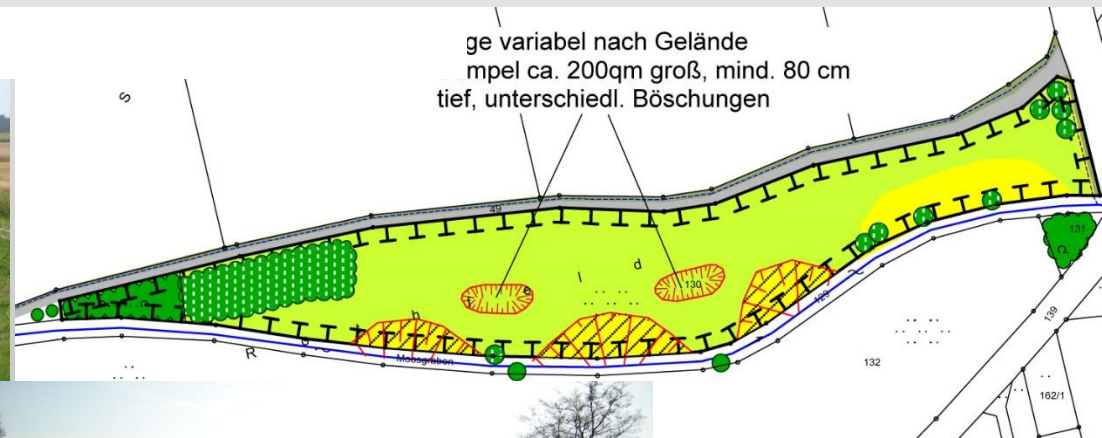 ge variabel nach Gelände
mpel ca. 200qm groß, mind. 80 cm
tief, unterschiedl. Böschungen
S
49
l d
130
131
h
R
Moosgraben
129
139
132
162/1